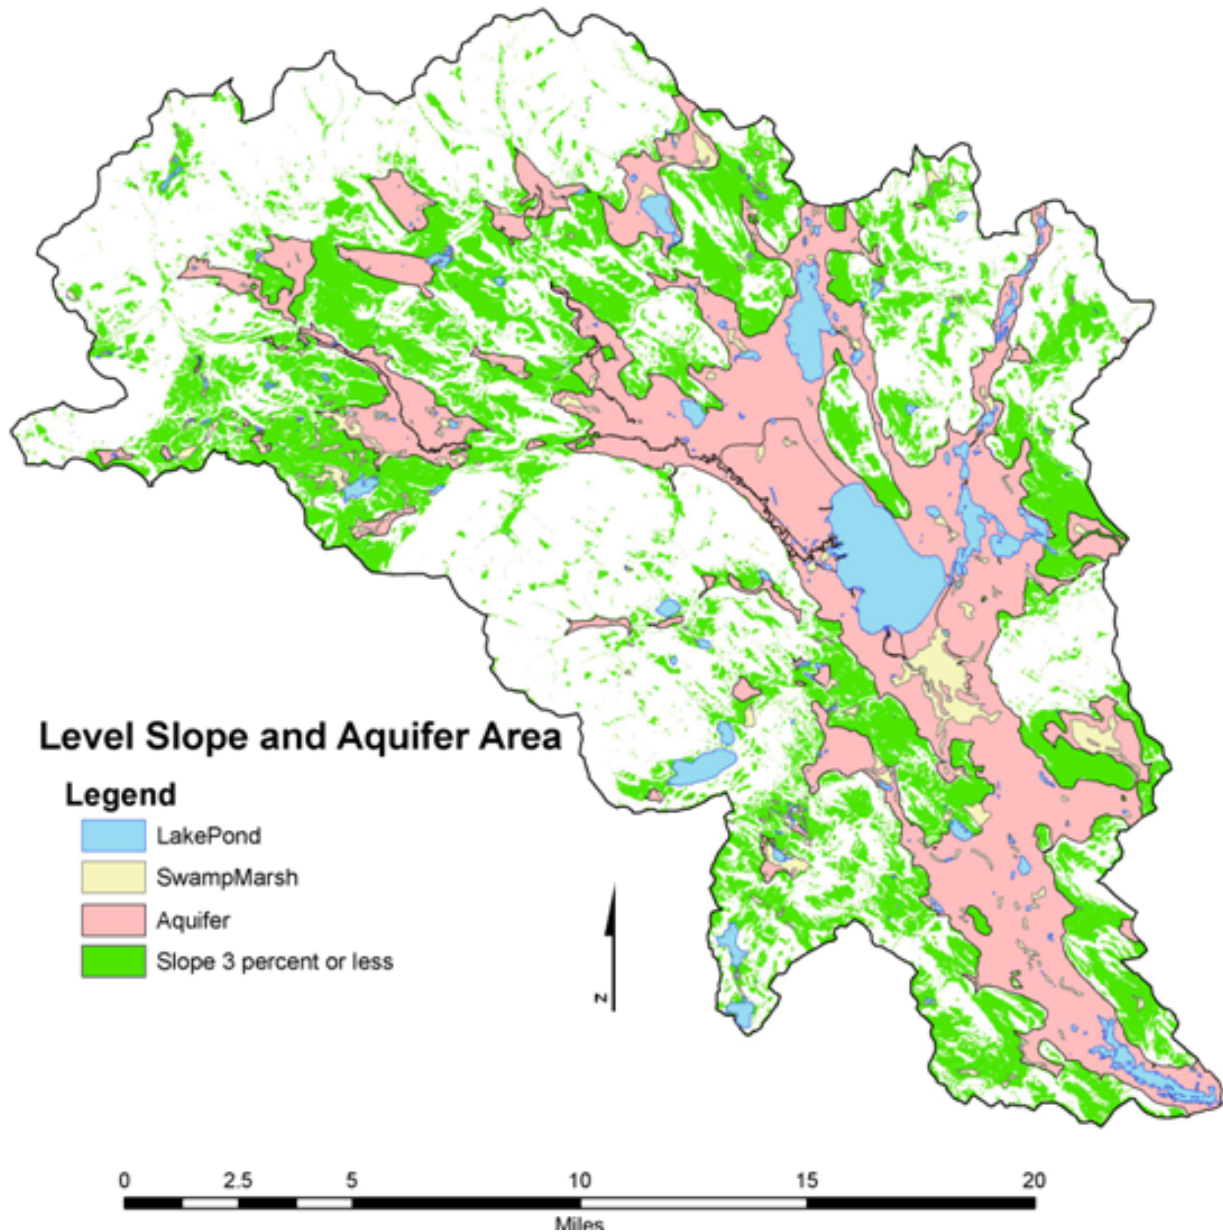 Level Slope and Aquifer Area
Legend
LakePond
SwampMarsh
Aquifer
Slope 3 percent or less
N
0 2.5 5 10 15 20
Miles